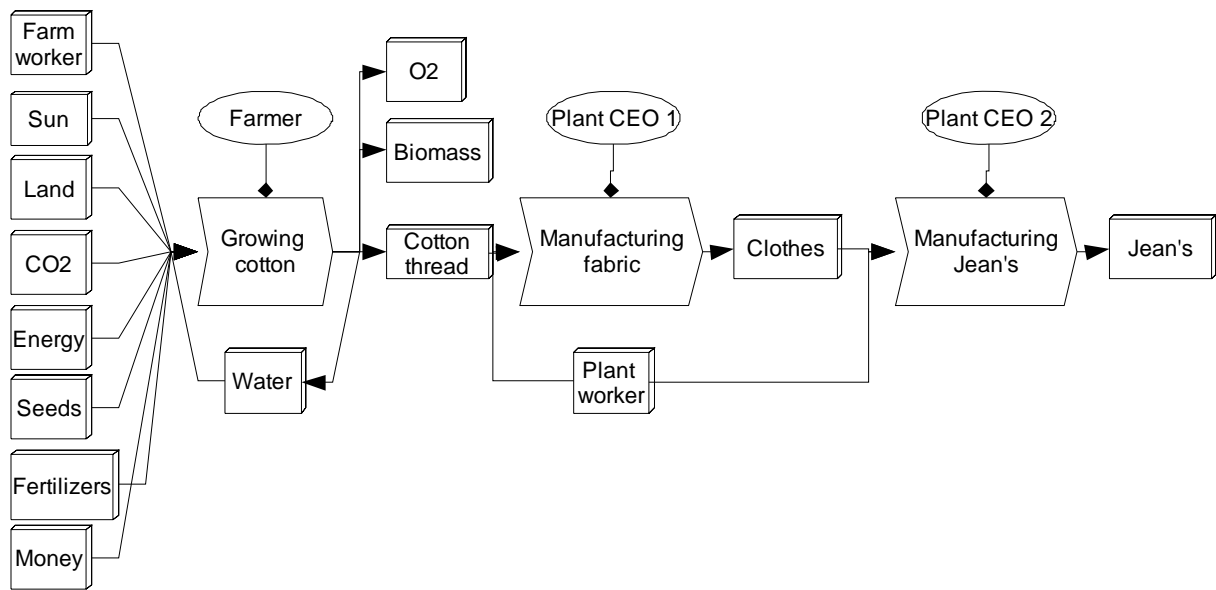 Farm
worker
Sun
Land
CO2
Energy
Seeds
Fertilizers
Money
Farmer
Growing
cotton
Water
O2
Biomass
Cotton
thread
Plant CEO 1
Manufacturing
fabric
Plant
worker
Clothes
Plant CEO 2
Manufacturing
Jean's
Jean's